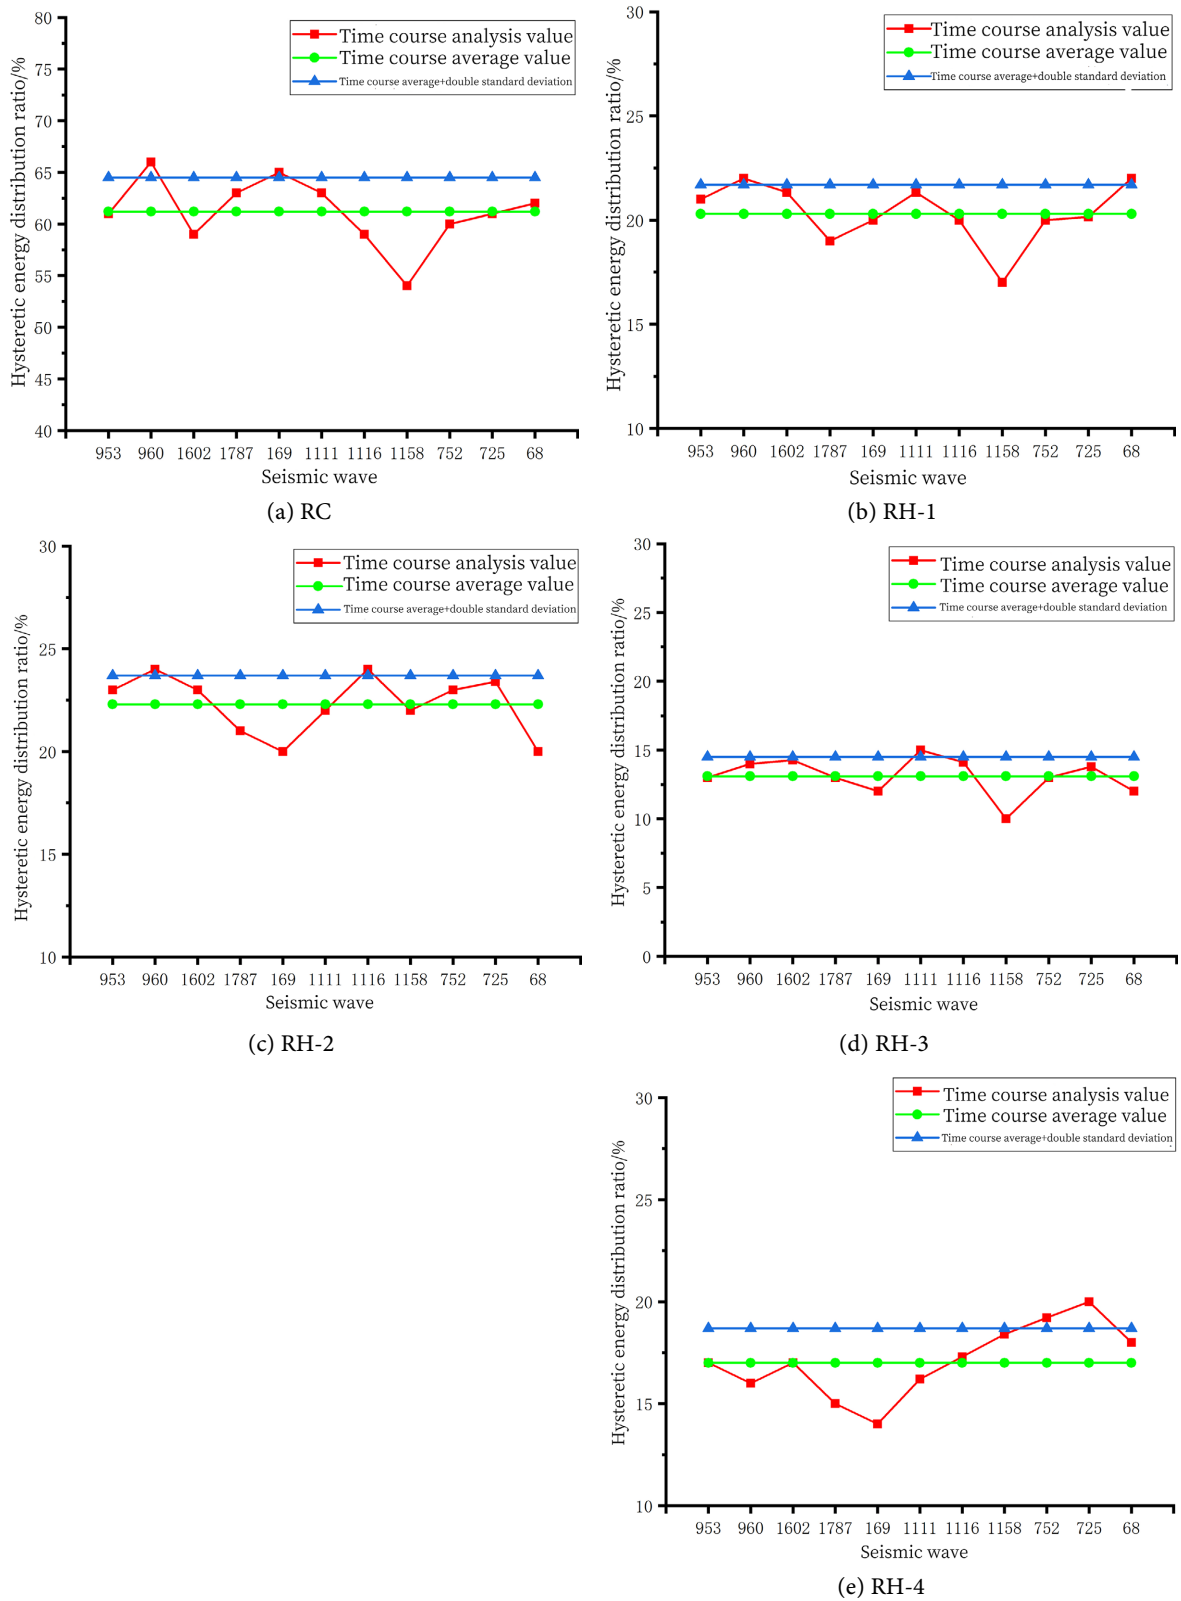 Hysteretic energy distribution ratio/%
80
75
70
65
60
55
50
45
40
Time course analysis value
Time course average value
Time course average+double standard deviation
953 960 1602 1787 169 1111 1116 1158 752 725 68
Seismic wave
(a) RC
Hysteretic energy distribution ratio/%
30
25
20
15
10
Time course analysis value
Time course average value
Time course average+double standard deviation
953 960 1602 1787 169 1111 1116 1158 752 725 68
Seismic wave
(b) RH-1
Hysteretic energy distribution ratio/%
30
25
20
15
10
Time course analysis value
Time course average value
Time course average+double standard deviation
953 960 1602 1787 169 1111 1116 1158 752 725 68
Seismic wave
(c) RH-2
Hysteretic energy distribution ratio/%
30
25
20
15
10
5
0
Time course analysis value
Time course average value
Time course average+double standard deviation
953 960 1602 1787 169 1111 1116 1158 752 725 68
Seismic wave
(d) RH-3
Hysteretic energy distribution ratio/%
30
25
20
15
10
Time course analysis value
Time course average value
Time course average+double standard deviation
953 960 1602 1787 169 1111 1116 1158 752 725 68
Seismic wave
(e) RH-4